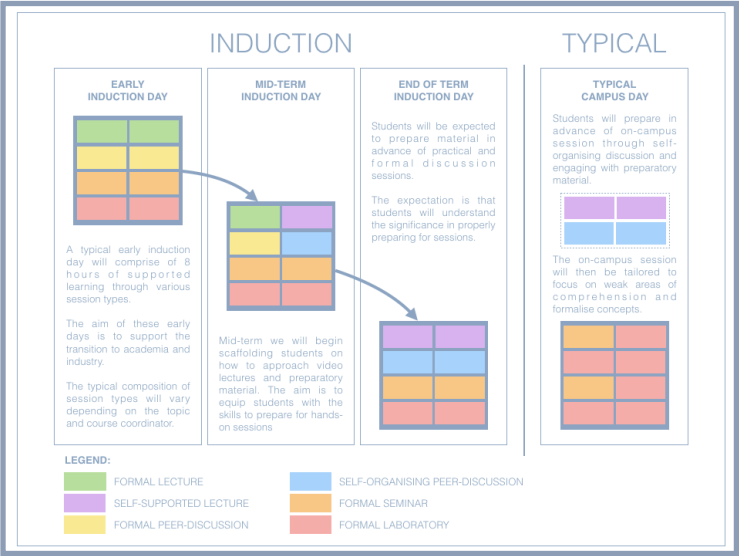 INDUCTION
TYPICAL
EARLY
INDUCTION DAY
A typical early induction
day will comprise of 8
hours of supported
learning through various
session types.
The aim of these early
days is to support the
transition to academia and
industry.
The typical composition of
session types will vary
depending on the topic
and course coordinator.
MID-TERM
INDUCTION DAY
Mid-term we will begin
scaffolding students on
how to approach video
lectures and preparatory
material. The aim is to
equip students with the
skills to prepare for hands-
on sessions
END OF TERM
INDUCTION DAY
Students will be expected
to prepare material in
advance of practical and
formal discussion
sessions.
The expectation is that
students will understand
the significance in properly
preparing for sessions.
TYPICAL
CAMPUS DAY
Students will prepare in
advance of on-campus
session through self-
organising discussion and
engaging with preparatory
material.
The on-campus session
will then be tailored to
focus on weak areas of
comprehension and
formalise concepts.
LEGEND:
FORMAL LECTURE
SELF-SUPPORTED LECTURE
FORMAL PEER-DISCUSSION
SELF-ORGANISING PEER-DISCUSSION
FORMAL SEMINAR
FORMAL LABORATORY